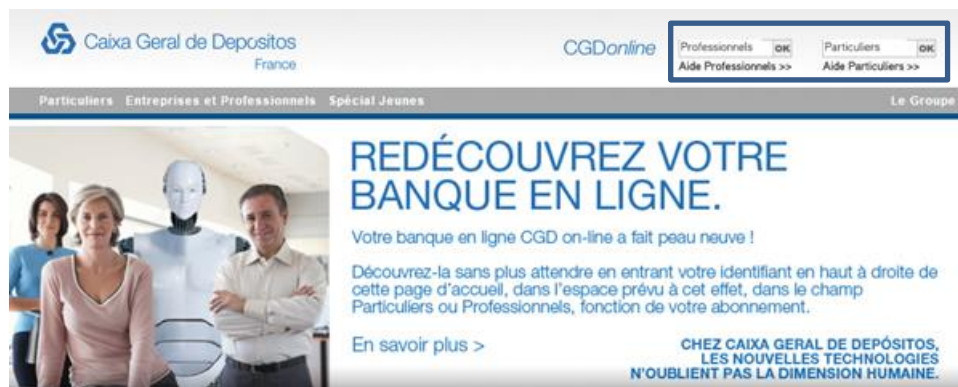 Caixa Geral de Depositos
France
CGDonline
Professionnels OK Particuliers OK
Aide Professionnels >> Aide Particuliers >>
Particuliers Entreprises et Professionnels Spécial Jeunes Le Groupe
REDÉCOUVREZ VOTRE
BANQUE EN LIGNE.
Votre banque en ligne CGD on-line a fait peau neuve !
Découvrez-la sans plus attendre en entrant votre identifiant en haut à droite de
cette page d'accueil, dans l'espace prévu à cet effet, dans le champ
Particuliers ou Professionnels, fonction de votre abonnement.
En savoir plus >
CHEZ CAIXA GERAL DE DEPÓSITOS,
LES NOUVELLES TECHNOLOGIES
N'OUBLIENT PAS LA DIMENSION HUMAINE.